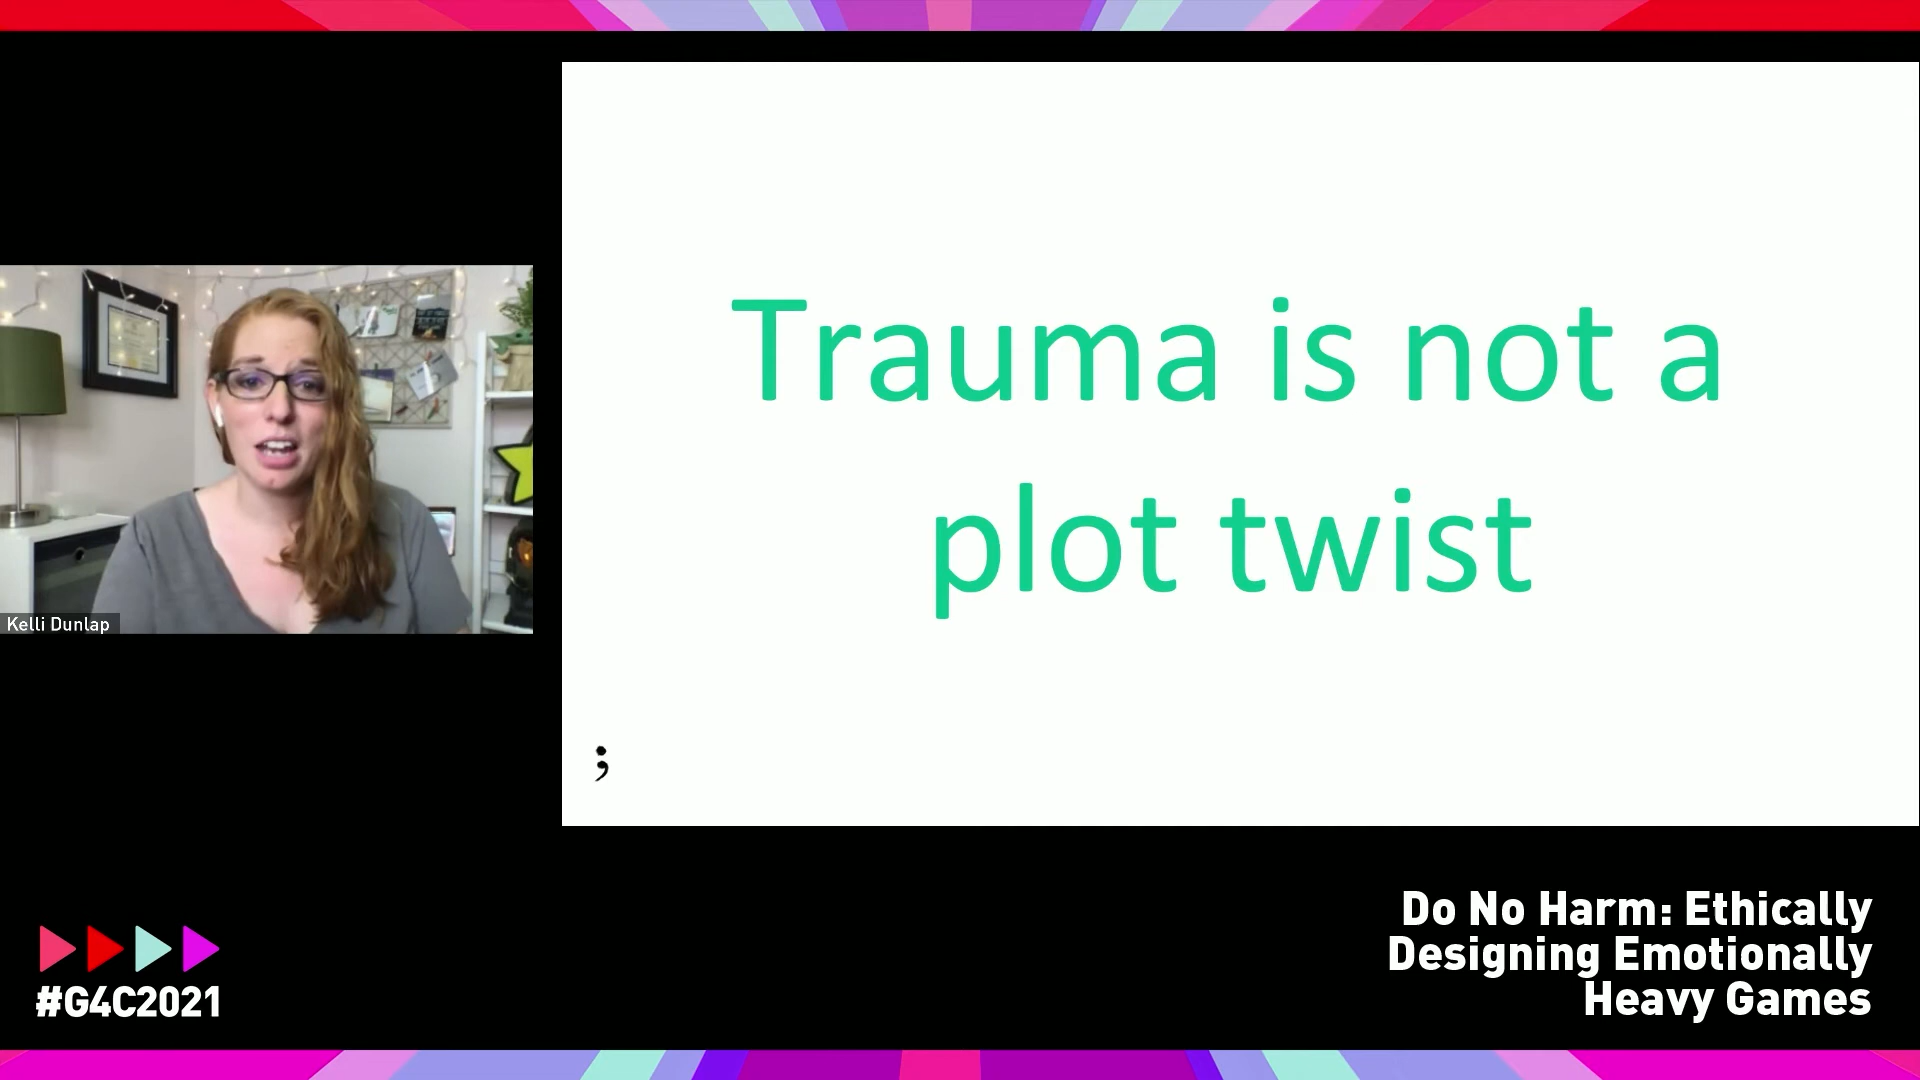 Trauma is not a
plot twist
;
Kelli Dunlap
#G4C2021
Do No Harm: Ethically
Designing Emotionally
Heavy Games